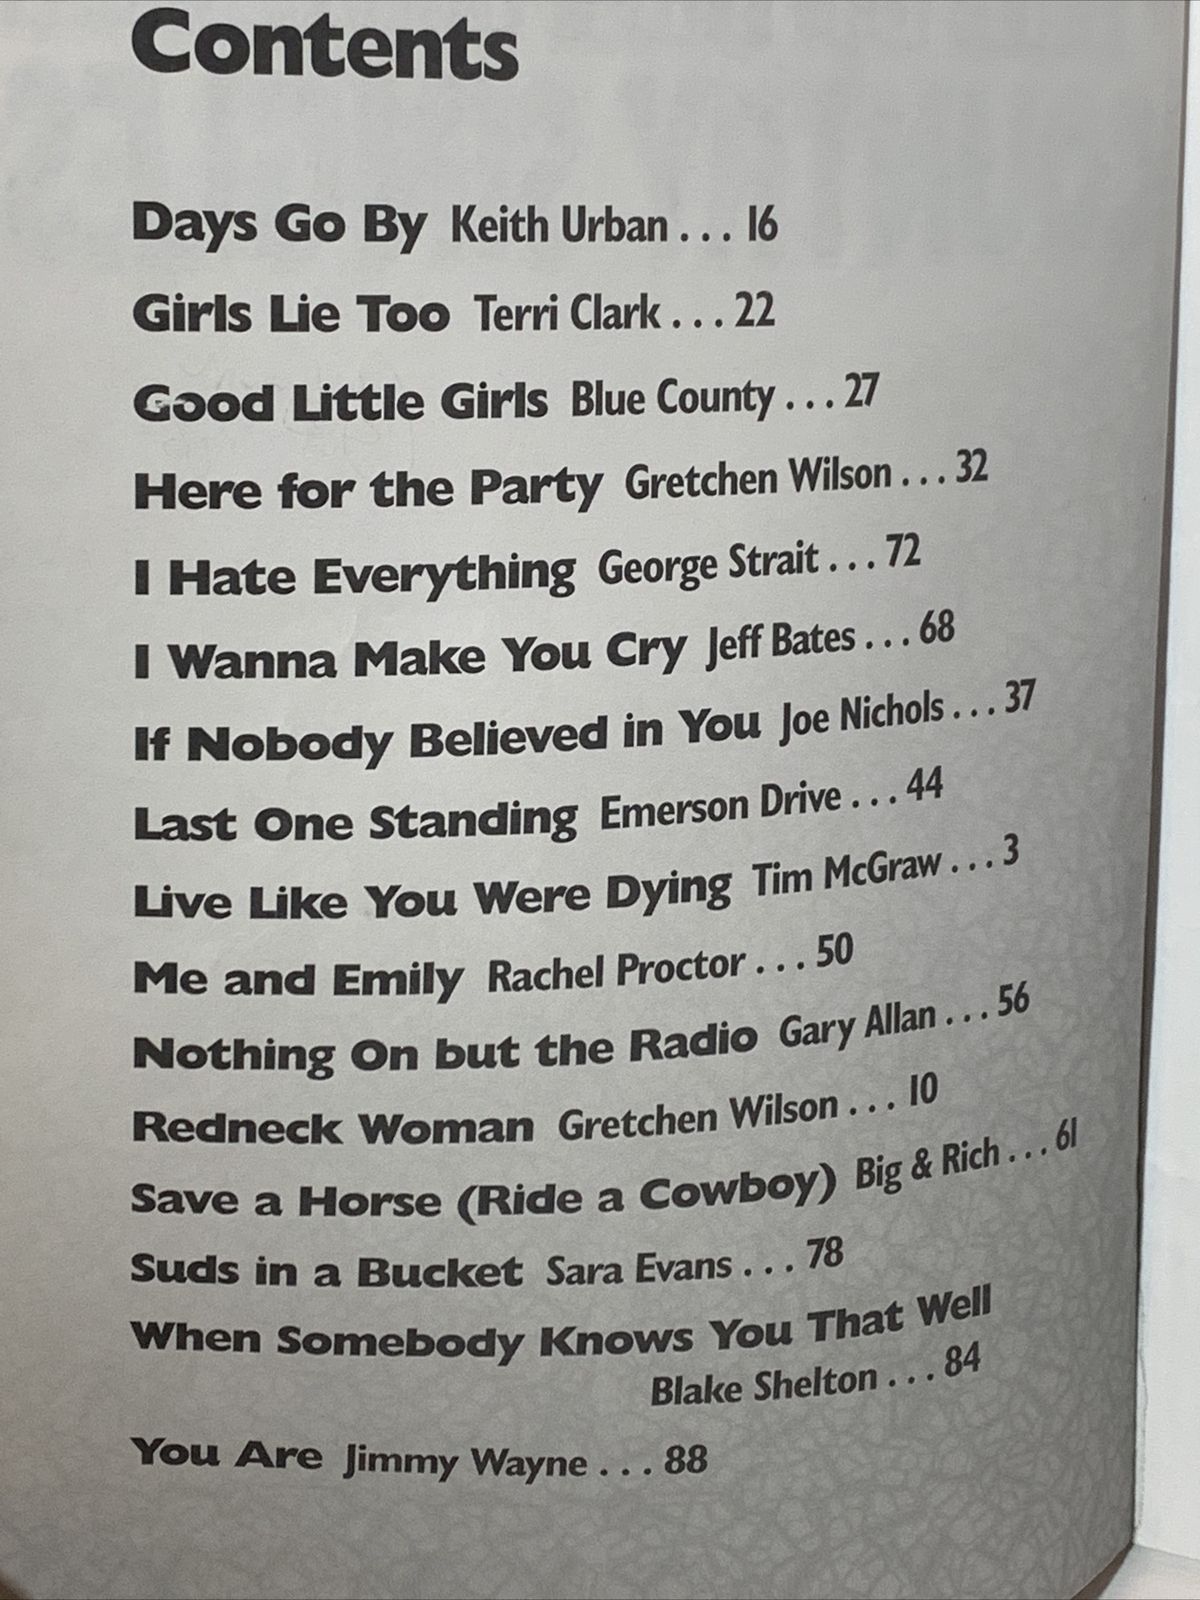 Contents
Days Go By Keith Urban . . . 16
Girls Lie Too Terri Clark . . . 22
Good Little Girls Blue County . . . 27
Here for the Party Gretchen Wilson . . . 32
I Hate Everything George Strait . . . 72
I Wanna Make You Cry Jeff Bates . . . 68
If Nobody Believed in You Joe Nichols . . . 37
Last One Standing Emerson Drive . . . 44
Live Like You Were Dying Tim McGraw . . . 3
Me and Emily Rachel Proctor . . . 50
Nothing On but the Radio Gary Allan . . . 56
Redneck Woman Gretchen Wilson . . . 10
Save a Horse (Ride a Cowboy) Big & Rich . . . 61
Suds in a Bucket Sara Evans . . . 78
When Somebody Knows You That Well
Blake Shelton . . . 84
You Are Jimmy Wayne . . . 88